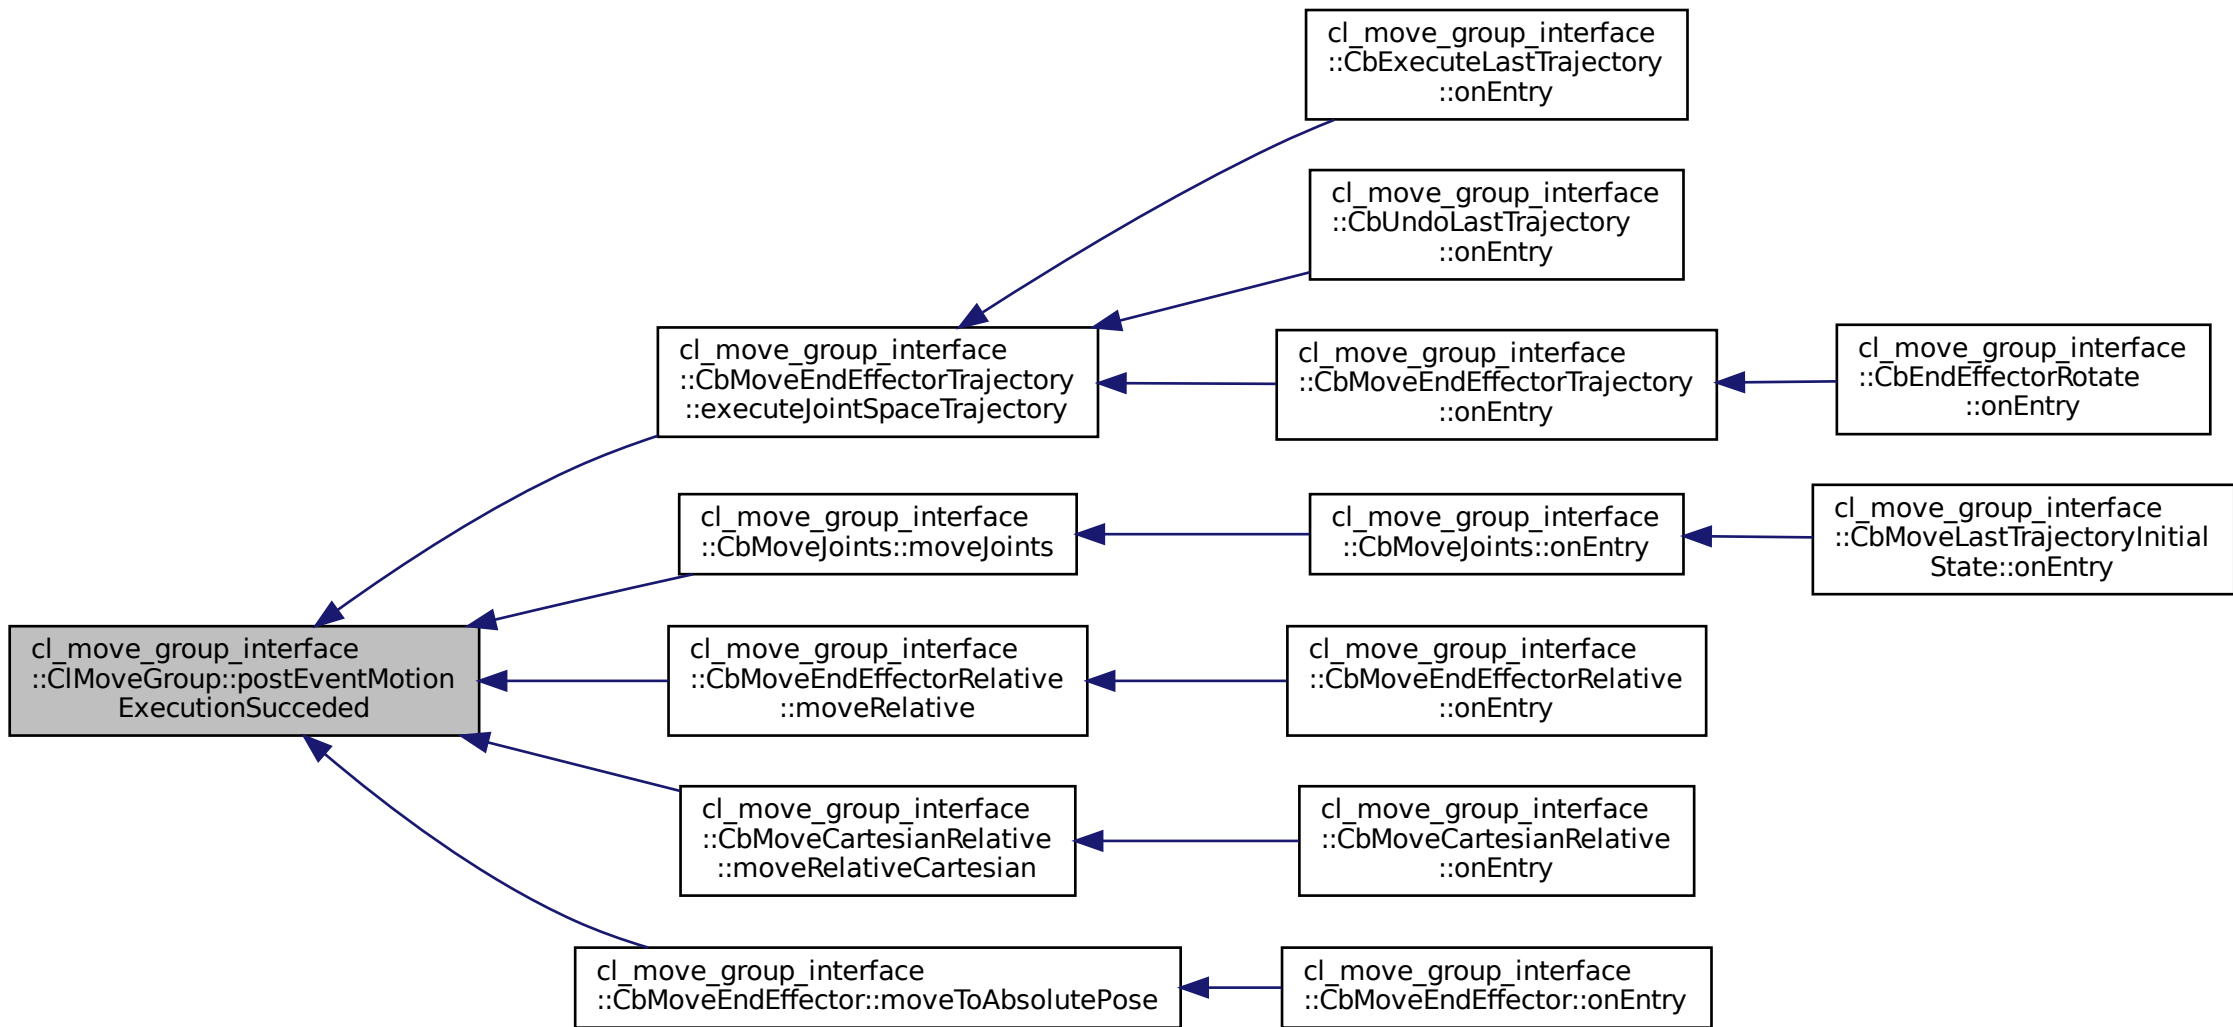 cl_move_group_interface
::CbExecuteLastTrajectory
::onEntry
cl_move_group_interface
::CbUndoLastTrajectory
::onEntry
cl_move_group_interface
::CbMoveEndEffectorTrajectory
::executeJointSpaceTrajectory
cl_move_group_interface
::CbMoveEndEffectorTrajectory
::onEntry
cl_move_group_interface
::CbEndEffectorRotate
::onEntry
cl_move_group_interface
::CbMoveJoints::moveJoints
cl_move_group_interface
::CbMoveJoints::onEntry
cl_move_group_interface
::CbMoveLastTrajectoryInitial
State::onEntry
cl_move_group_interface
::ClMoveGroup::postEventMotion
ExecutionSucceded
cl_move_group_interface
::CbMoveEndEffectorRelative
::moveRelative
cl_move_group_interface
::CbMoveEndEffectorRelative
::onEntry
cl_move_group_interface
::CbMoveCartesianRelative
::moveRelativeCartesian
cl_move_group_interface
::CbMoveCartesianRelative
::onEntry
cl_move_group_interface
::CbMoveEndEffector::moveToAbsolutePose
cl_move_group_interface
::CbMoveEndEffector::onEntry